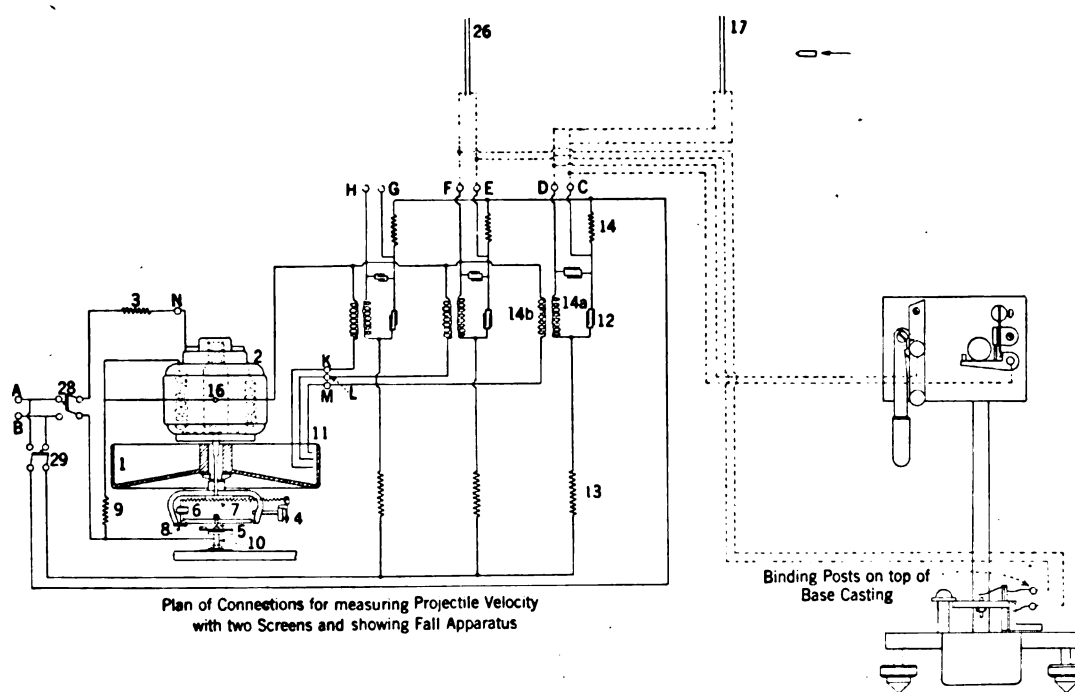 26
17
H G F E D C
14
3 N
14b
14a
12
2
K
A 28
16
L
M
B
11
1
29
13
9
6 7 4
8 5
10
Binding Posts on top of
Base Casting
Plan of Connections for measuring Projectile Velocity
with two Screens and showing Fall Apparatus